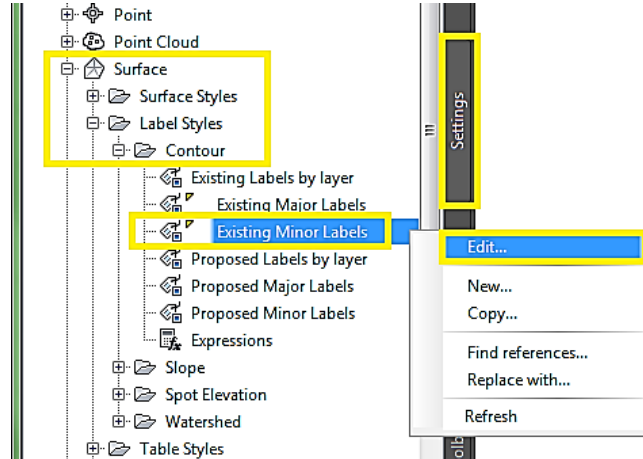 Point
Point Cloud
Surface
Surface Styles
Label Styles
Contour
Existing Labels by layer
Existing Major Labels
Existing Minor Labels
Proposed Labels by layer
Proposed Major Labels
Proposed Minor Labels
Expressions
Slope
Spot Elevation
Watershed
Table Styles
Settings
Edit...
New...
Copy...
Find references...
Replace with...
Refresh